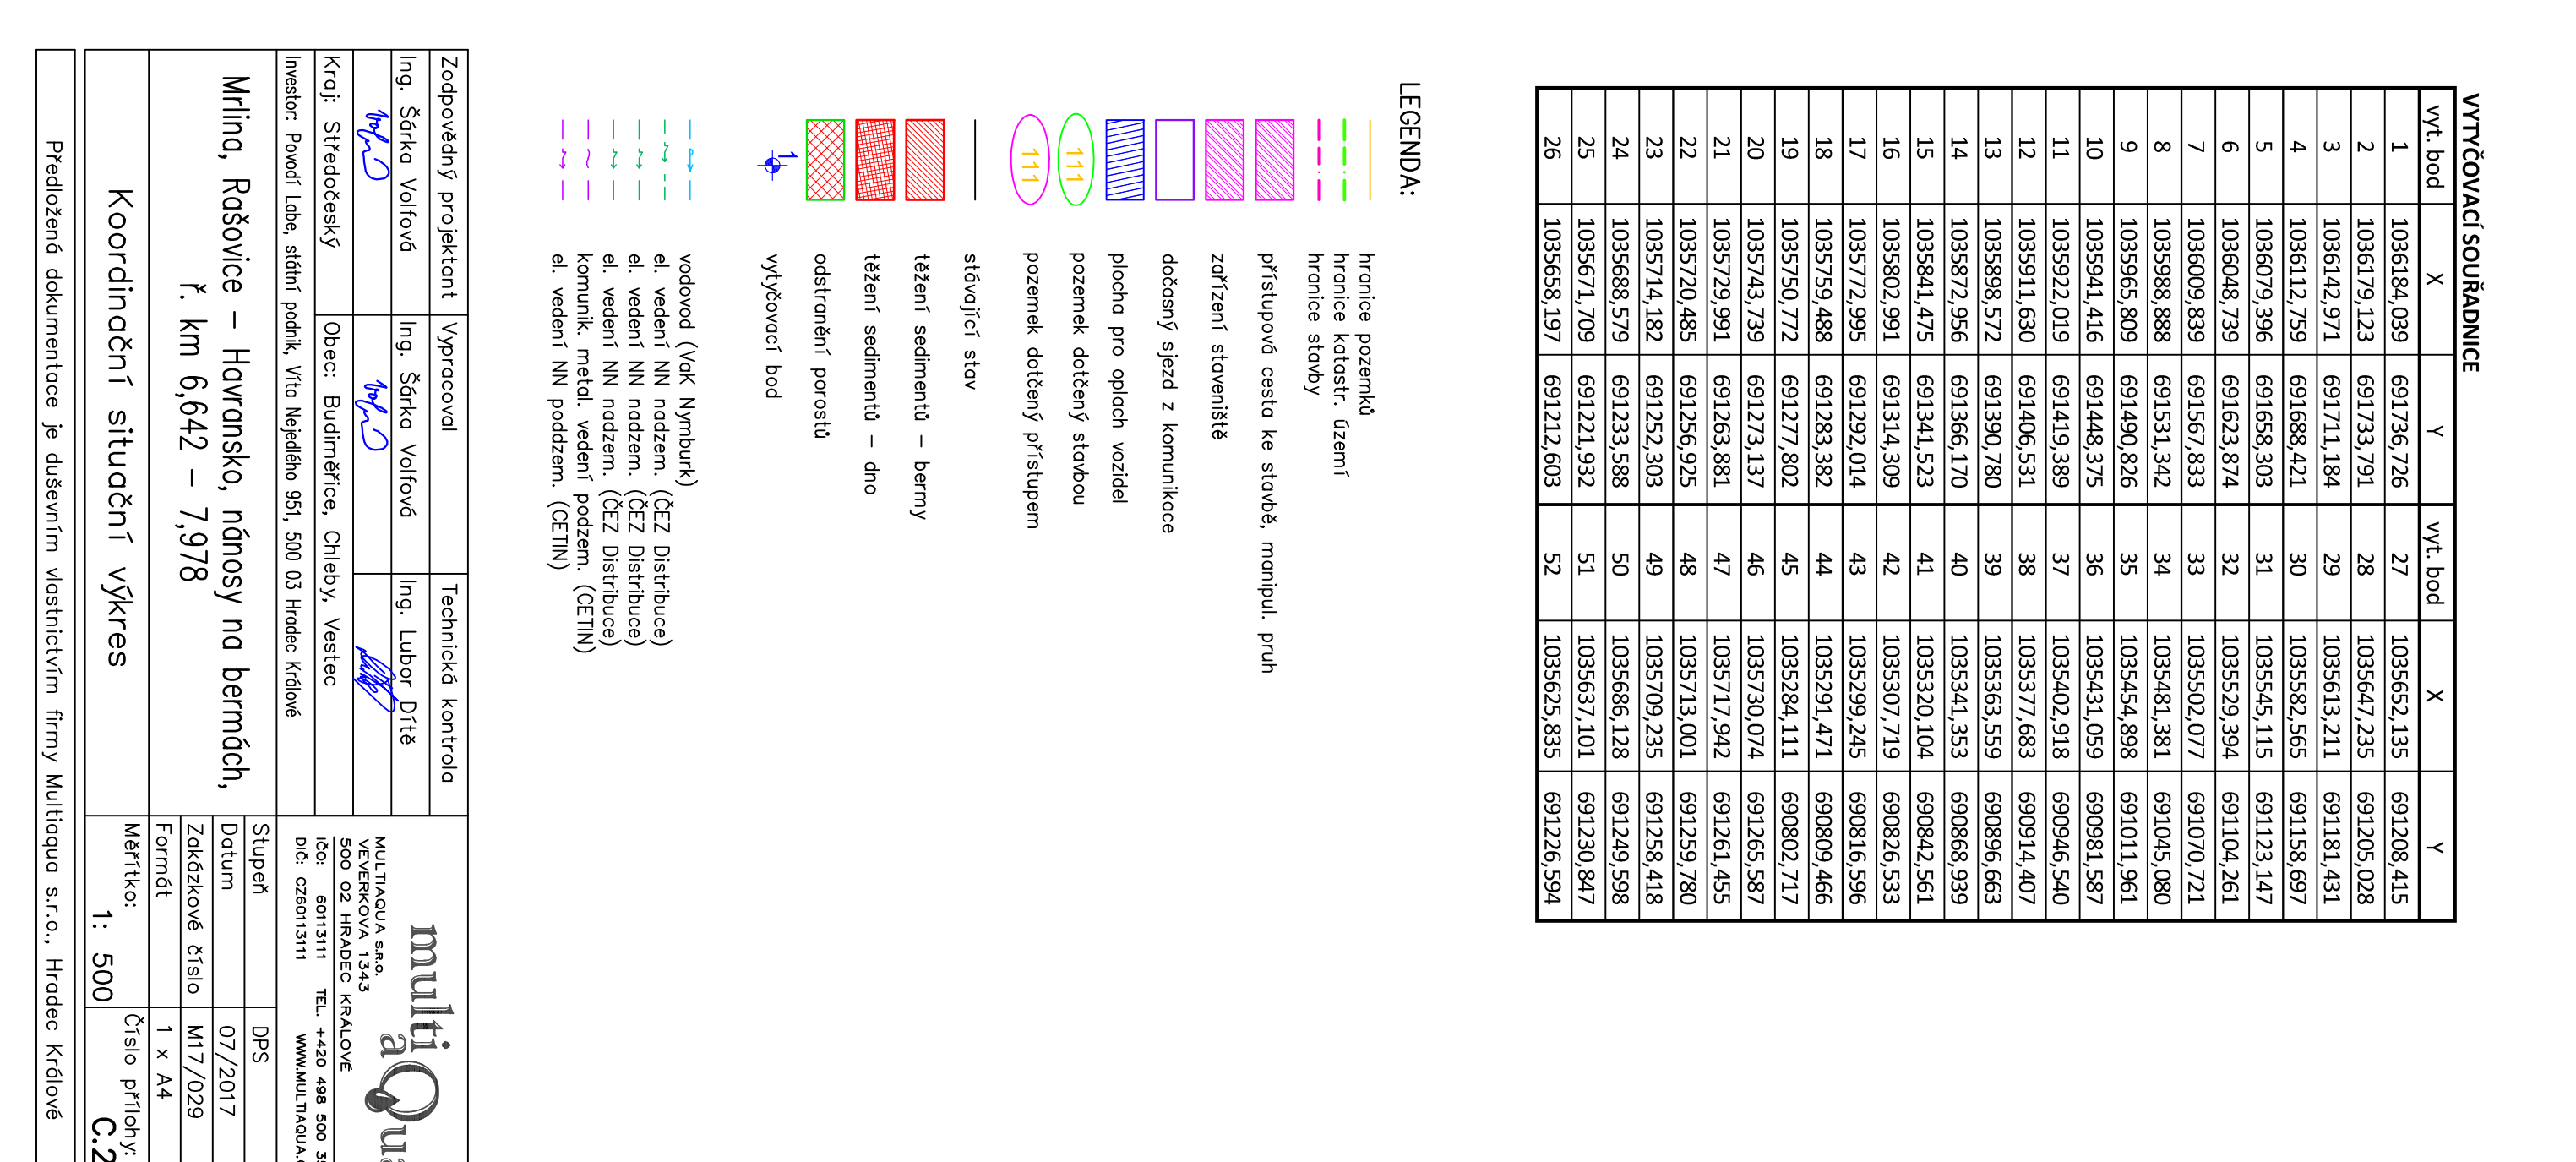 VYTYČOVACÍ SOUŘADNICE
vyt. bod X Y vyt. bod X Y
1 1036184,039 691736,726 27 1035652,135 691208,415
2 1036179,123 691733,791 28 1035647,235 691205,028
3 1036142,971 691711,184 29 1035613,211 691181,431
4 1036112,759 691688,421 30 1035582,565 691158,697
5 1036079,396 691658,303 31 1035545,115 691123,147
6 1036048,739 691623,874 32 1035529,394 691104,261
7 1036009,839 691567,833 33 1035502,077 691070,721
8 1035988,888 691531,342 34 1035481,381 691045,080
9 1035965,809 691490,826 35 1035454,898 691011,961
10 1035941,416 691448,375 36 1035431,059 690981,587
11 1035922,019 691419,389 37 1035402,918 690946,540
12 1035911,630 691406,531 38 1035377,683 690914,407
13 1035898,572 691390,780 39 1035363,559 690896,663
14 1035872,956 691366,170 40 1035341,353 690868,939
15 1035841,475 691341,523 41 1035320,104 690842,561
16 1035802,991 691314,309 42 1035307,719 690826,533
17 1035772,995 691292,014 43 1035299,245 690816,596
18 1035759,488 691283,382 44 1035291,471 690809,466
19 1035750,772 691277,802 45 1035284,111 690802,717
20 1035743,739 691273,137 46 1035730,074 691265,587
21 1035729,991 691263,881 47 1035717,942 691261,455
22 1035720,485 691256,925 48 1035713,001 691259,780
23 1035714,182 691252,303 49 1035709,235 691258,418
24 1035688,579 691233,588 50 1035686,128 691249,598
25 1035671,709 691221,932 51 1035637,101 691230,847
26 1035658,197 691212,603 52 1035625,835 691226,594
LEGENDA:
hranice pozemků
hranice katastr. území
hranice stavby
přístupová cesta ke stavbě, manipul. pruh
zařízení staveniště
dočasný sjezd z komunikace
plocha pro oplach vozidel
111 pozemek dotčený stavbou
111 pozemek dotčený přístupem
stávající stav
těžení sedimentů – bermy
těžení sedimentů – dno
odstranění porostů
1 vytyčovací bod
vodovod (VaK Nymburk)
el. vedení NN nadzem. (ČEZ Distribuce)
el. vedení NN nadzem. (ČEZ Distribuce)
el. vedení NN nadzem. (ČEZ Distribuce)
komunik. metal. vedení podzem. (CETIN)
el. vedení NN poddzem. (CETIN)
Zodpovědný projektant Vypracoval Technická kontrola
Ing. Šárka Volfová Ing. Šárka Volfová Ing. Lubor Dítě
Kraj: Středočeský Obec: Budiměřice, Chleby, Vestec
Investor: Povodí Labe, státní podnik, Víta Nejedlého 951, 500 03 Hradec Králové
Mrlina, Rašovice – Havransko, nánosy na bermách,
ř. km 6,642 – 7,978
Koordinační situační výkres
multi
MULTIAQUA S.R.O.
VEVERKOVA 1343
500 02 HRADEC KRÁLOVÉ
IČO: 60113111 TEL. +420 498 500
DIČ: CZ60113111 WWW.MULTIAQUA.
Stupeň DPS
Datum 07/2017
Zakázkové číslo M17/029
Formát 1 x A4
Měřítko: 1: 500
Číslo přílohy: C.2
Předložená dokumentace je duševním vlastnictvím firmy Multiaqua s.r.o., Hradec Králové